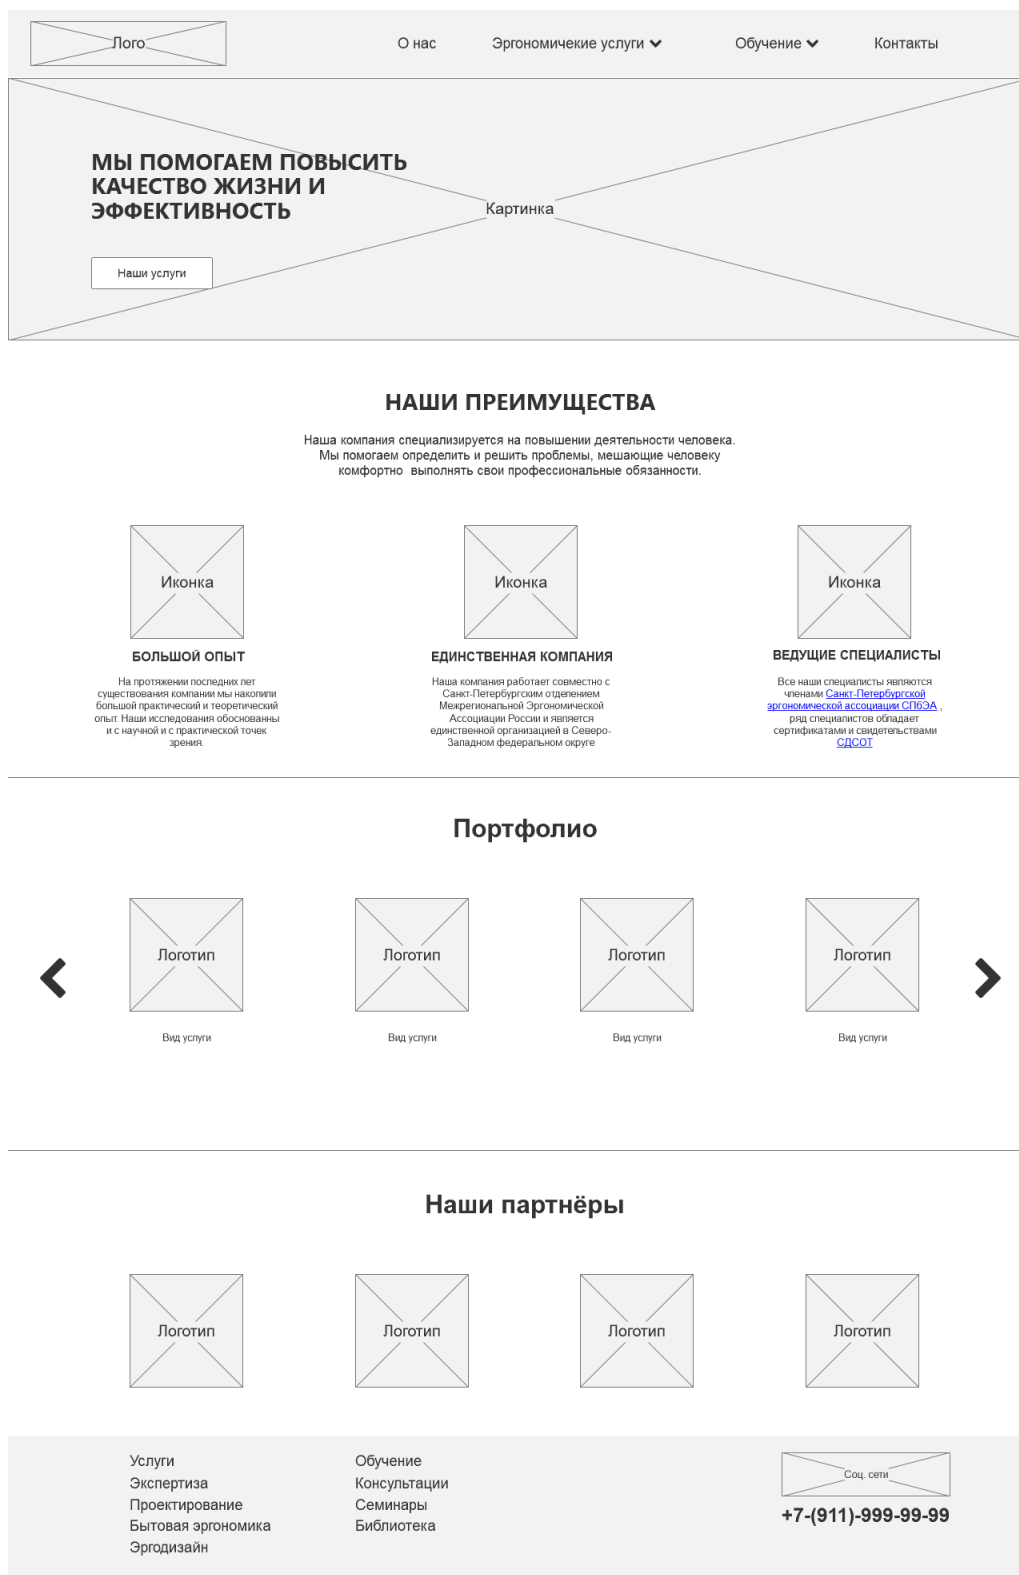 Лого
О нас
Эргономичекие услуги
Обучение
Контакты
МЫ ПОМОГАЕМ ПОВЫСИТЬ
КАЧЕСТВО ЖИЗНИ И
ЭФФЕКТИВНОСТЬ
Картинка
Наши услуги
НАШИ ПРЕИМУЩЕСТВА
Наша компания специализируется на повышении деятельности человека.
Мы помогаем определить и решить проблемы, мешающие человеку
комфортно выполнять свои профессиональные обязанности.
Иконка
БОЛЬШОЙ ОПЫТ
На протяжении последних лет
существования компании мы накопили
большой практический и теоретический
опыт. Наши исследования обоснованны
и с научной и с практической точек
зрения.
Иконка
ЕДИНСТВЕННАЯ КОМПАНИЯ
Наша компания работает совместно с
Санкт-Петербургским отделением
Межрегиональной Эргономической
Ассоциации России и является
единственной организацией в Северо-
Западном федеральном округе
Иконка
ВЕДУЩИЕ СПЕЦИАЛИСТЫ
Все наши специалисты являются
членами Санкт-Петербургской
эргономической ассоциации СПбЭА ,
ряд специалистов обладает
сертификатами и свидетельствами
СДСОТ
Портфолио
Логотип
Логотип
Логотип
Логотип
Вид услуги
Вид услуги
Вид услуги
Вид услуги
Наши партнёры
Логотип
Логотип
Логотип
Логотип
Услуги
Экспертиза
Проектирование
Бытовая эргономика
Эргодизайн
Обучение
Консультации
Семинары
Библиотека
Соц. сети
+7-(911)-999-99-99